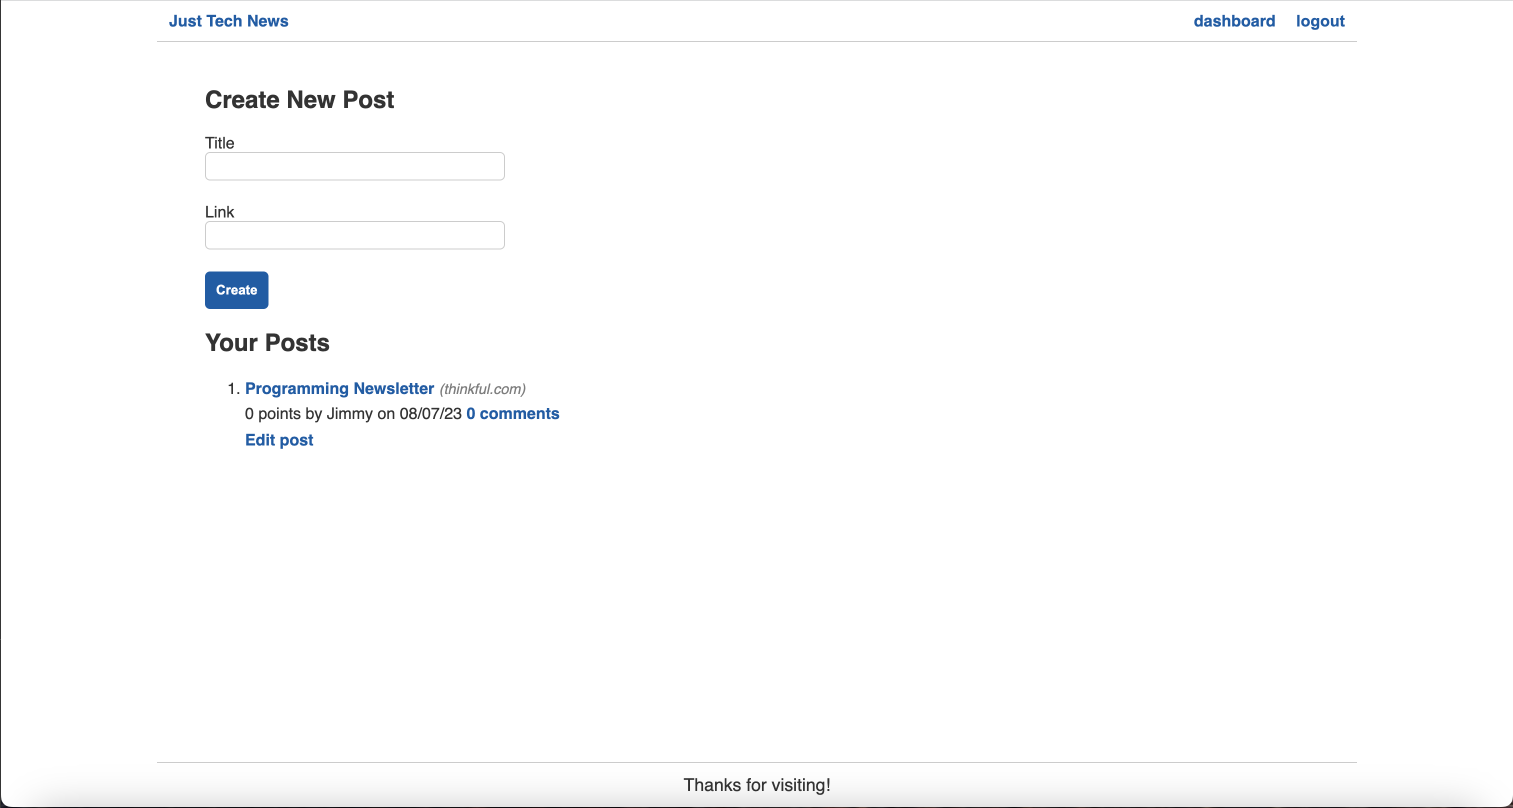 Just Tech News dashboard logout
Create New Post
Title
Link
Create
Your Posts
1. Programming Newsletter (thinkful.com)
0 points by Jimmy on 08/07/23 0 comments
Edit post
Thanks for visiting!